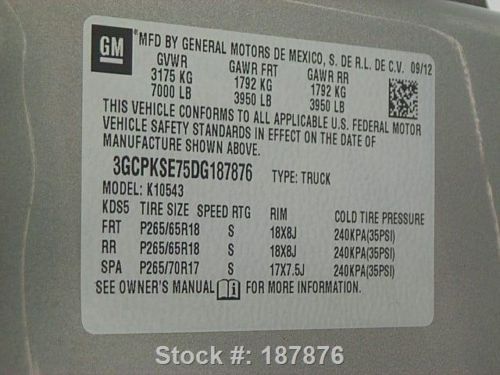 GM
MFD BY GENERAL MOTORS DE MEXICO, S. DE R.L. DE C.V. 09/12
GVWR GAWR FRT GAWR RR
3175 KG 1792 KG 1792 KG
7000 LB 3950 LB 3950 LB
THIS VEHICLE CONFORMS TO ALL APPLICABLE U.S. FEDERAL MOTOR
VEHICLE SAFETY STANDARDS IN EFFECT ON THE DATE OF
MANUFACTURE SHOWN ABOVE.
3GCPKSE75DG187876 TYPE: TRUCK
MODEL: K10543
KDS5 TIRE SIZE SPEED RTG RIM COLD TIRE PRESSURE
FRT P265/65R18 S 18X8J 240KPA(35PSI)
RR P265/65R18 S 18X8J 240KPA(35PSI)
SPA P265/70R17 S 17X7.5J 240KPA(35PSI)
SEE OWNER'S MANUAL FOR MORE INFORMATION.
Stock #: 187876